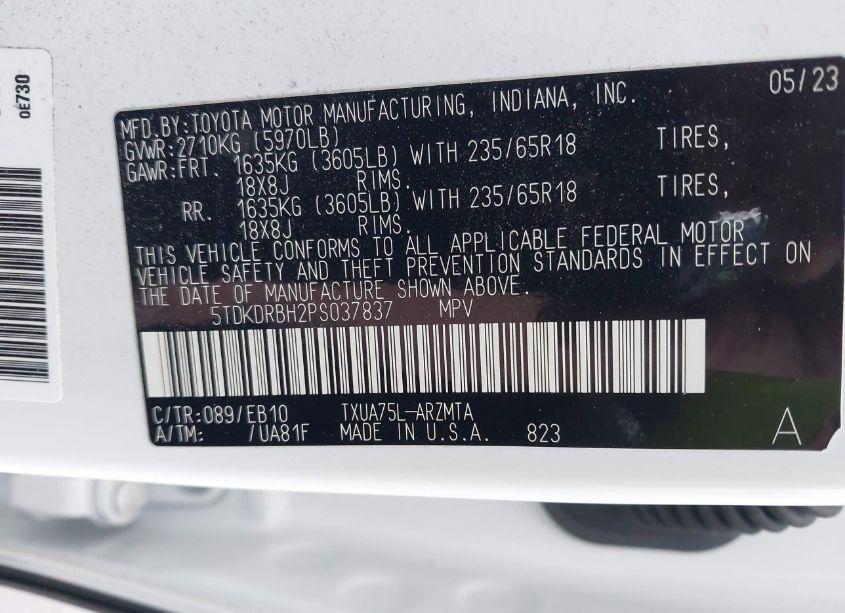 0E730
05/23
MFD.BY:TOYOTA MOTOR MANUFACTURING, INDIANA, INC.
GVWR:2710KG (5970LB)
GAWR:FRT. 1635KG (3605LB) WITH 235/65R18 TIRES,
18X8J RIMS.
RR. 1635KG (3605LB) WITH 235/65R18 TIRES,
18X8J RIMS.
THIS VEHICLE CONFORMS TO ALL APPLICABLE FEDERAL MOTOR
VEHICLE SAFETY AND THEFT PREVENTION STANDARDS IN EFFECT ON
THE DATE OF MANUFACTURE SHOWN ABOVE.
5TDKDRBH2PS037837 MPV
C/TR:089/EB10 TXUA75L-ARZMTA
A/TM: /UA81F MADE IN U.S.A. 823 A